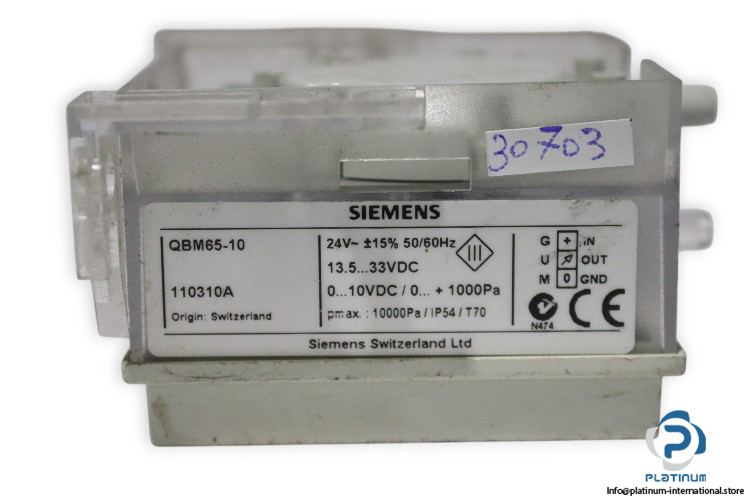 30703
SIEMENS
QBM65-10
110310A
Origin: Switzerland
24V~ ±15% 50/60Hz
III
13.5...33VDC
0...10VDC / 0... + 1000Pa
pmax. : 10000Pa / IP54 / T70
G + IN
U OUT
M 0 GND
N474
CE
Siemens Switzerland Ltd
PLATINUM
Info@platinum-international.store